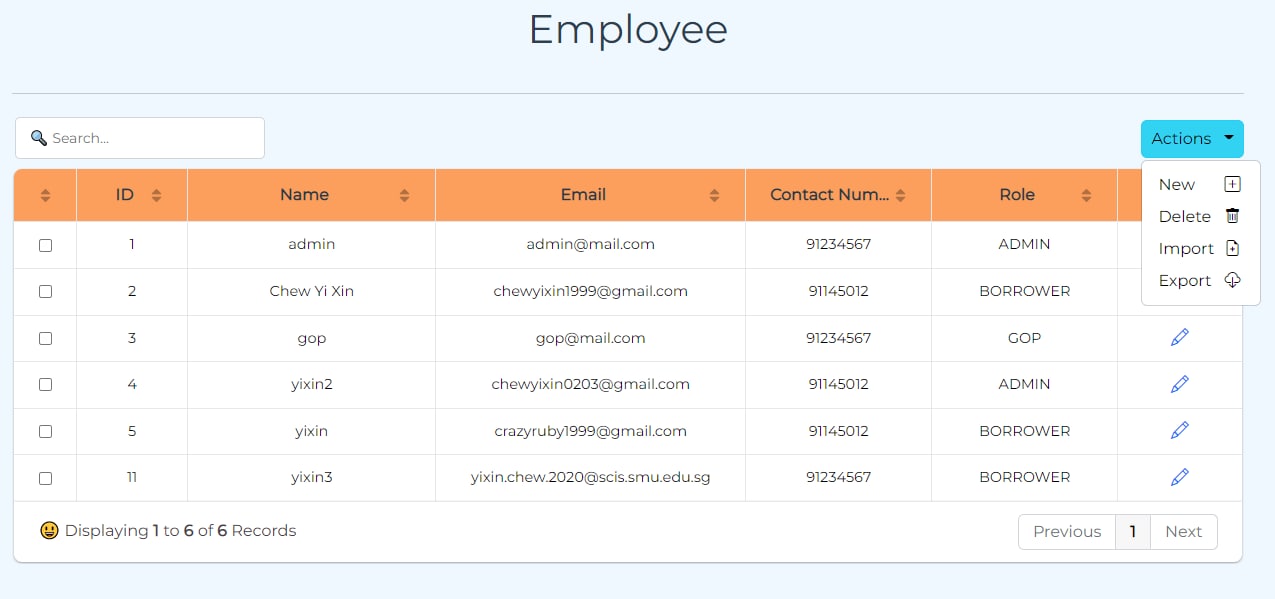 Employee
Search...
Actions
ID Name Email Contact Num... Role
New
Delete
Import
Export
1 admin admin@mail.com 91234567 ADMIN
2 Chew Yi Xin chewyixin1999@gmail.com 91145012 BORROWER
3 gop gop@mail.com 91234567 GOP
4 yixin2 chewyixin0203@gmail.com 91145012 ADMIN
5 yixin crazyruby1999@gmail.com 91145012 BORROWER
11 yixin3 yixin.chew.2020@scis.smu.edu.sg 91234567 BORROWER
Displaying 1 to 6 of 6 Records
Previous 1 Next